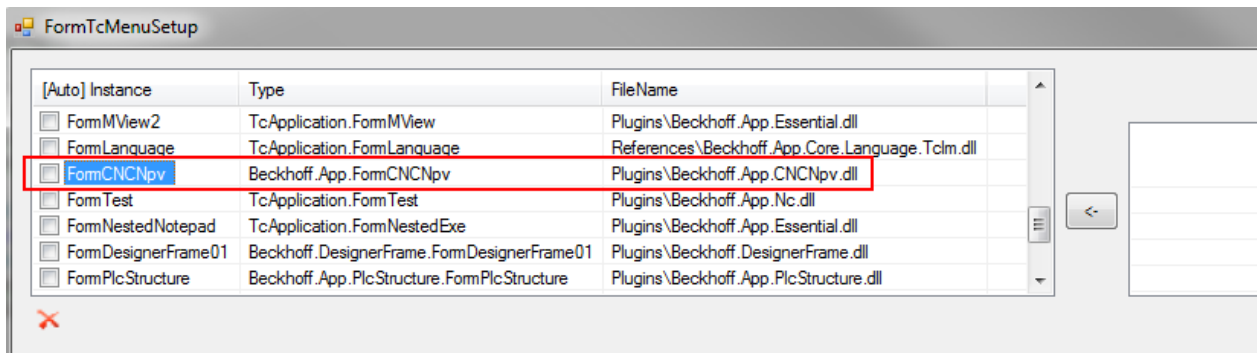 FormTcMenuSetup
[Auto] Instance Type FileName
FormMView2 TcApplication.FormMView Plugins\Beckhoff.App.Essential.dll
FormLanguage TcApplication.FormLanguage References\Beckhoff.App.Core.Language.Tclm.dll
FormCNCNpv Beckhoff.App.FormCNCNpv Plugins\Beckhoff.App.CNCNpv.dll
FormTest TcApplication.FormTest Plugins\Beckhoff.App.Nc.dll
FormNestedNotepad TcApplication.FormNestedExe Plugins\Beckhoff.App.Essential.dll
FormDesignerFrame01 Beckhoff.DesignerFrame.FormDesignerFrame01 Plugins\Beckhoff.DesignerFrame.dll
FormPlcStructure Beckhoff.App.PlcStructure.FormPlcStructure Plugins\Beckhoff.App.PlcStructure.dll
<-